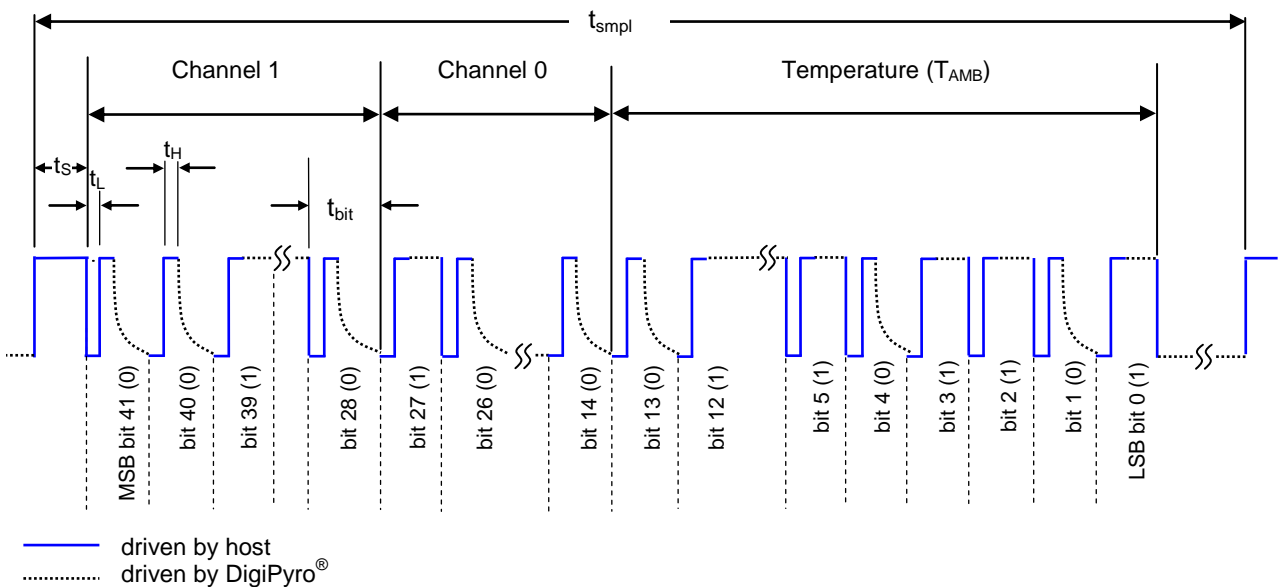 tsmpl
Channel 1
Channel 0
Temperature (TAMB)
tS
tH
tL
tbit
MSB bit 41 (0)
bit 40 (0)
bit 39 (1)
bit 28 (0)
bit 27 (1)
bit 26 (0)
bit 14 (0)
bit 13 (0)
bit 12 (1)
bit 5 (1)
bit 4 (0)
bit 3 (1)
bit 2 (1)
bit 1 (0)
LSB bit 0 (1)
driven by host
driven by DigiPyro®